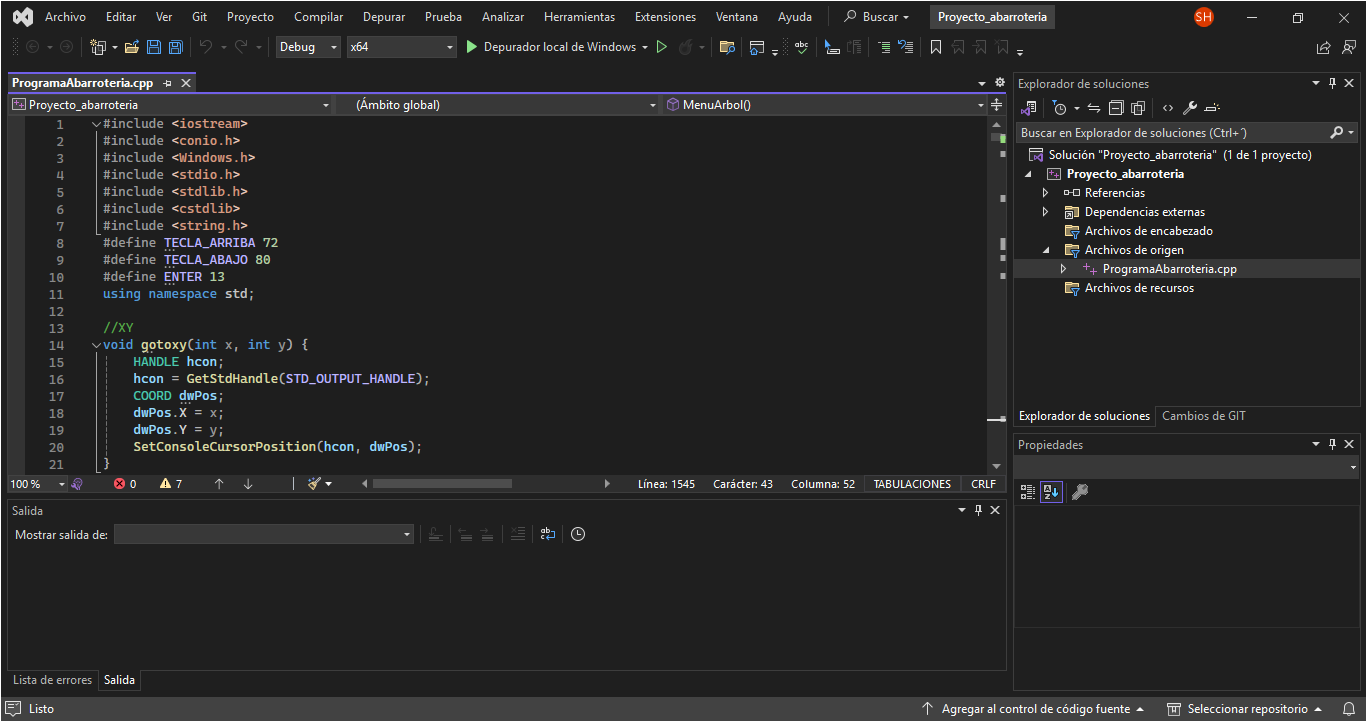 Archivo Editar Ver Git Proyecto Compilar Depurar Prueba Analizar Herramientas Extensiones Ventana Ayuda Buscar Proyecto_abarroteria SH
Debug x64 Depurador local de Windows
ProgramaAbarroteria.cpp
Proyecto_abarroteria (Ámbito global) MenuArbol()
1 #include <iostream>
2 #include <conio.h>
3 #include <Windows.h>
4 #include <stdio.h>
5 #include <stdlib.h>
6 #include <cstdlib>
7 #include <string.h>
8 #define TECLA_ARRIBA 72
9 #define TECLA_ABAJO 80
10 #define ENTER 13
11 using namespace std;
12
13 //XY
14 void gotoxy(int x, int y) {
15 HANDLE hcon;
16 hcon = GetStdHandle(STD_OUTPUT_HANDLE);
17 COORD dwPos;
18 dwPos.X = x;
19 dwPos.Y = y;
20 SetConsoleCursorPosition(hcon, dwPos);
21 }
100 % 0 7 Línea: 1545 Carácter: 43 Columna: 52 TABULACIONES CRLF
Salida
Mostrar salida de:
Lista de errores Salida
Explorador de soluciones
Buscar en Explorador de soluciones (Ctrl+´)
Solución "Proyecto_abarroteria" (1 de 1 proyecto)
Proyecto_abarroteria
Referencias
Dependencias externas
Archivos de encabezado
Archivos de origen
ProgramaAbarroteria.cpp
Archivos de recursos
Explorador de soluciones Cambios de GIT
Propiedades
Listo Agregar al control de código fuente Seleccionar repositorio